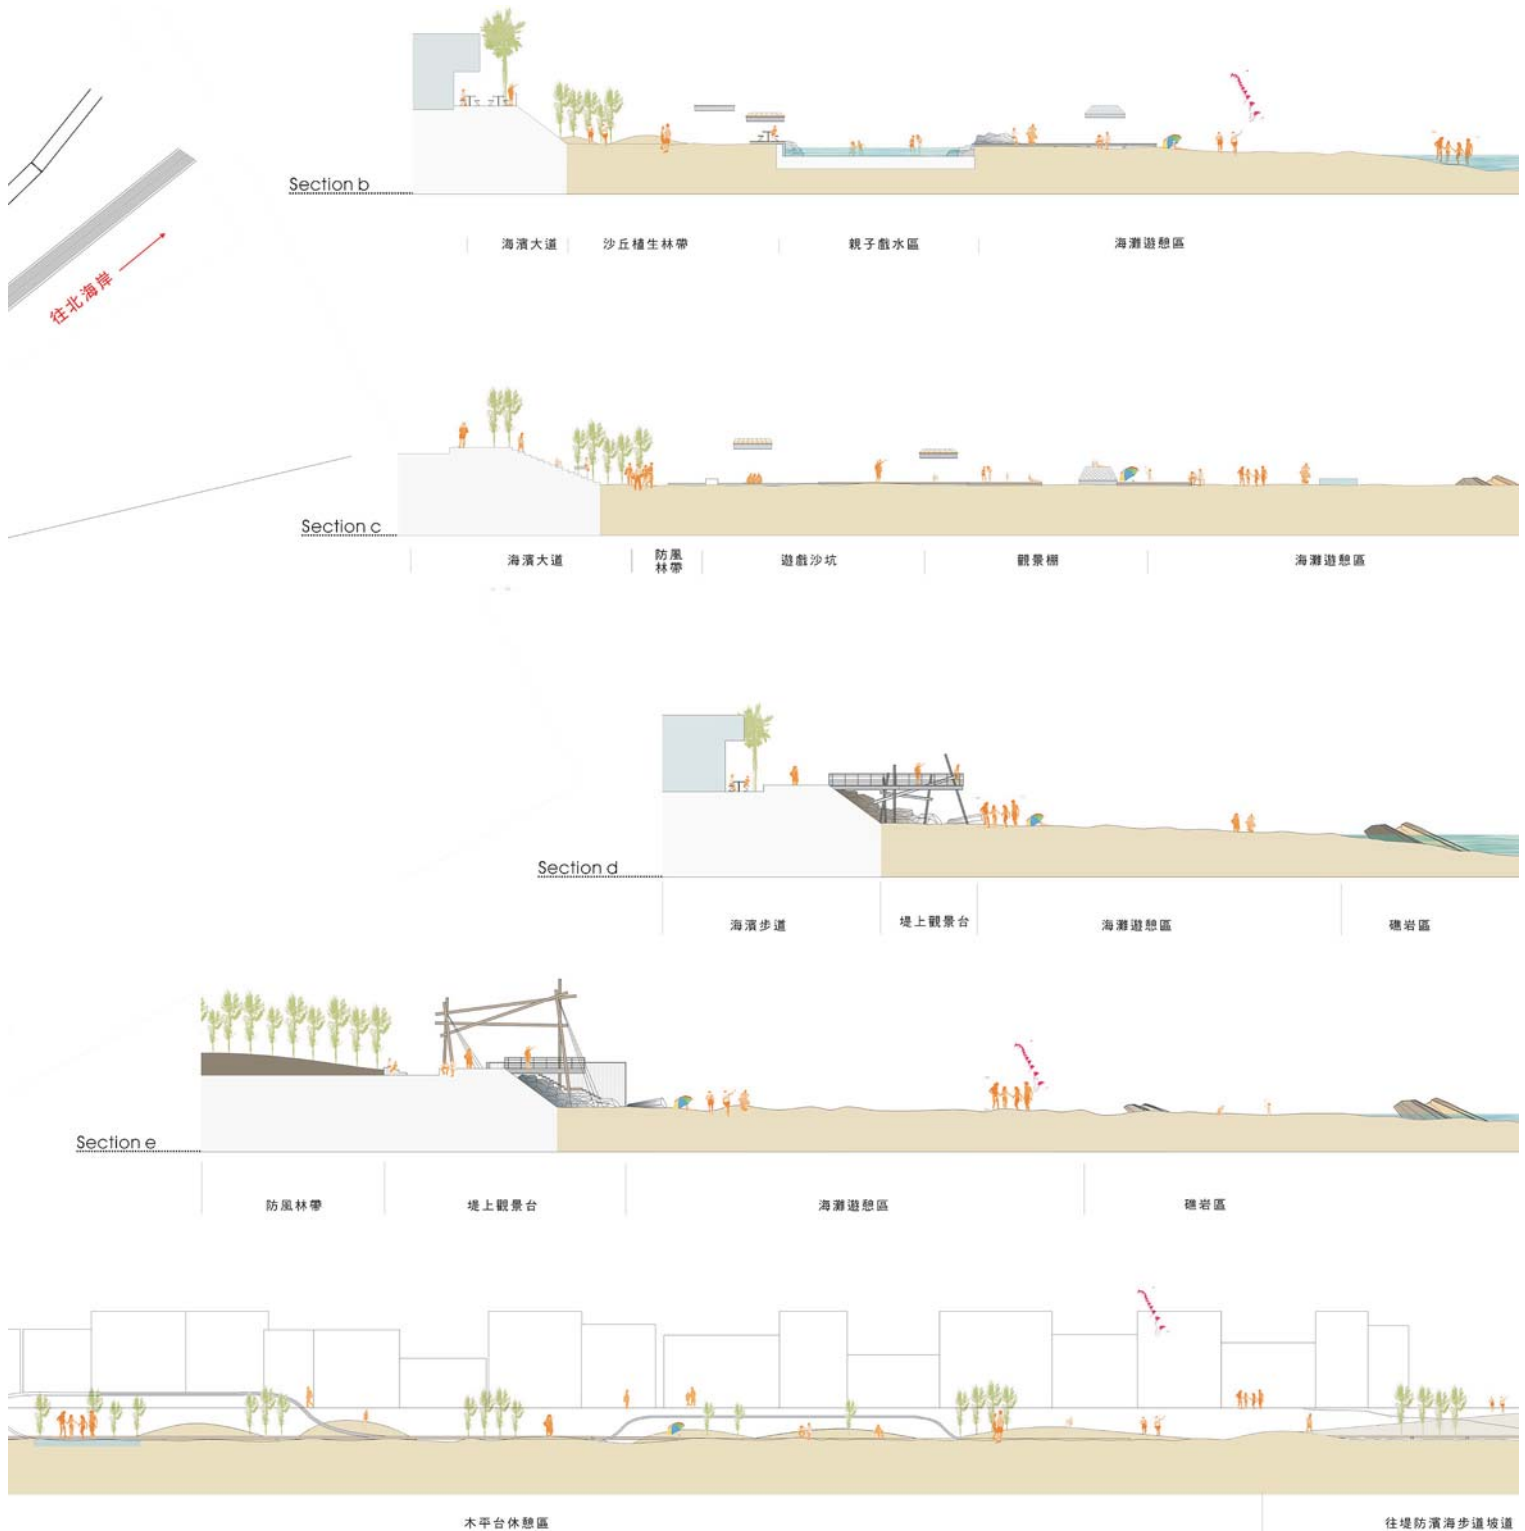 Section b
海濱大道 沙丘植生林帶 親子戲水區 海灘遊憩區
往北海岸
Section c
海濱大道 防風林帶 遊戲沙坑 觀景棚 海灘遊憩區
Section d
海濱步道 堤上觀景台 海灘遊憩區 礁岩區
Section e
防風林帶 堤上觀景台 海灘遊憩區 礁岩區
木平台休憩區 往堤防濱海步道坡道